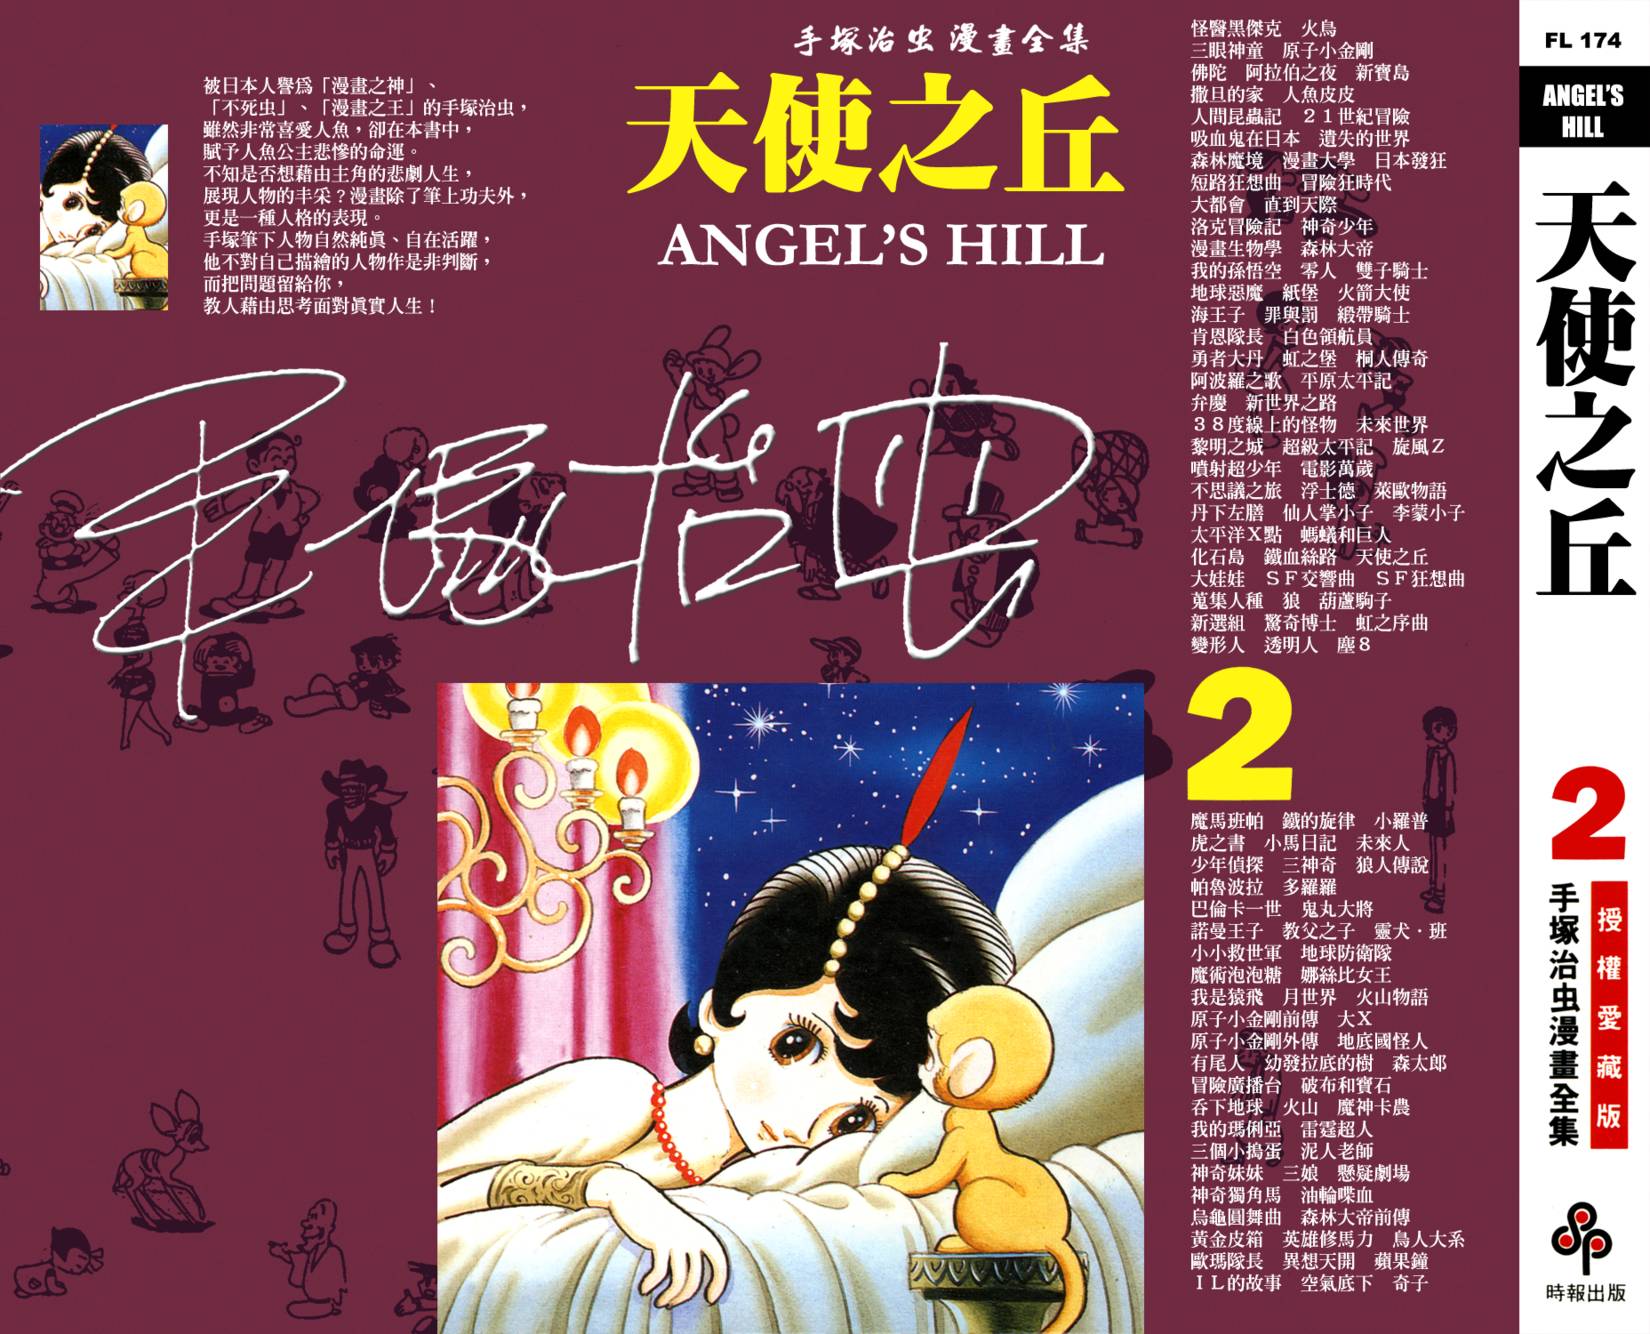 手塚治虫漫畫全集
天使之丘
ANGEL'S HILL
被日本人譽爲「漫畫之神」、
「不死虫」、「漫畫之王」的手塚治虫，
雖然非常喜愛人魚，卻在本書中，
賦予人魚公主悲慘的命運。
不知是否想藉由主角的悲劇人生，
展現人物的丰采？漫畫除了筆上功夫外，
更是一種人格的表現。
手塚筆下人物自然純眞、自在活躍，
他不對自己描繪的人物作是非判斷，
而把問題留給你，
教人藉由思考面對眞實人生！
手塚治虫
怪醫黑傑克　火鳥
三眼神童　原子小金剛
佛陀　阿拉伯之夜　新寶島
撒旦的家　人魚皮皮
人間昆蟲記　２１世紀冒險
吸血鬼在日本　遺失的世界
森林魔境　漫畫大學　日本發狂
短路狂想曲　冒險狂時代
大都會　直到天際
洛克冒險記　神奇少年
漫畫生物學　森林大帝
我的孫悟空　零人　雙子騎士
地球惡魔　紙堡　火箭大使
海王子　罪與罰　緞帶騎士
肯恩隊長　白色領航員
勇者大丹　虹之堡　桐人傳奇
阿波羅之歌　平原太平記
弁慶　新世界之路
３８度線上的怪物　未來世界
黎明之城　超級太平記　旋風Ｚ
噴射超少年　電影萬歲
不思議之旅　浮士德　萊歐物語
丹下左膳　仙人掌小子　李蒙小子
太平洋Ｘ點　螞蟻和巨人
化石島　鐵血絲路　天使之丘
大娃娃　ＳＦ交響曲　ＳＦ狂想曲
蒐集人種　狼　葫蘆駒子
新選組　驚奇博士　虹之序曲
變形人　透明人　塵８
2
魔馬班帕　鐵的旋律　小羅普
虎之書　小馬日記　未來人
少年偵探　三神奇　狼人傳說
帕魯波拉　多羅羅
巴倫卡一世　鬼丸大將
諾曼王子　教父之子　靈犬・班
小小救世軍　地球防衛隊
魔術泡泡糖　娜絲比女王
我是猿飛　月世界　火山物語
原子小金剛前傳　大Ｘ
原子小金剛外傳　地底國怪人
有尾人　幼發拉底的樹　森太郎
冒險廣播台　破布和寶石
吞下地球　火山　魔神卡農
我的瑪俐亞　雷霆超人
三個小搗蛋　泥人老師
神奇妹妹　三娘　懸疑劇場
神奇獨角馬　油輪喋血
烏龜圓舞曲　森林大帝前傳
黃金皮箱　英雄修馬力　鳥人大系
歐瑪隊長　異想天開　蘋果鐘
ＩＬ的故事　空氣底下　奇子
FL 174
ANGEL'S
HILL
天使之丘
2
手塚治虫漫畫全集
授權愛藏版
時報出版